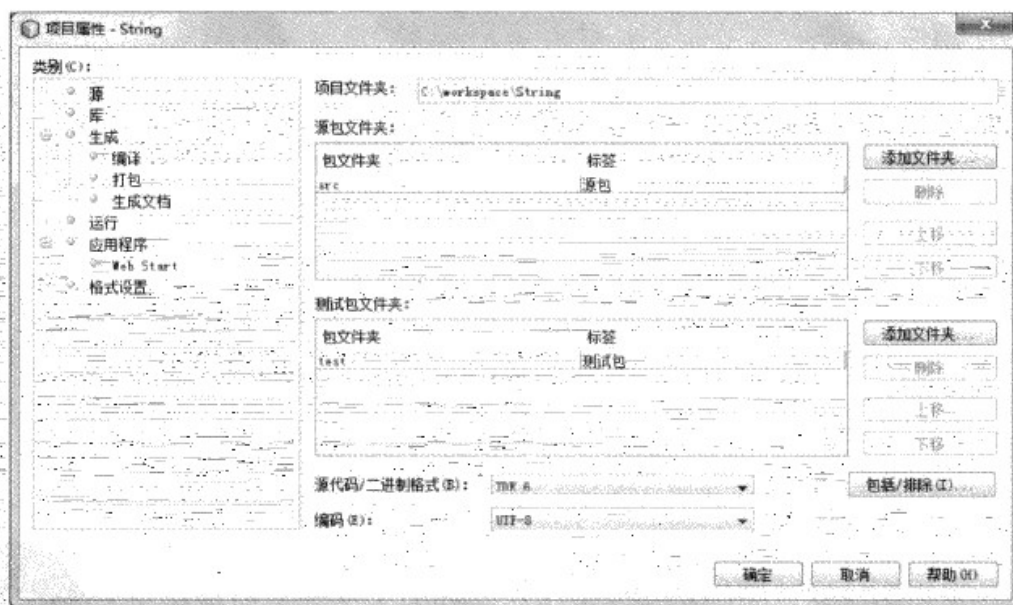 项目属性 - String
类别(C):
源
库
生成
编译
打包
生成文档
运行
应用程序
Web Start
格式设置
项目文件夹: C:\workspace\String
源包文件夹:
包文件夹 标签
src 源包
添加文件夹...
删除
上移
下移
测试包文件夹:
包文件夹 标签
test 测试包
添加文件夹...
删除
上移
下移
源代码/二进制格式(B): JDK 6
包括/排除(I)...
编码(E): UTF-8
确定 取消 帮助(H)